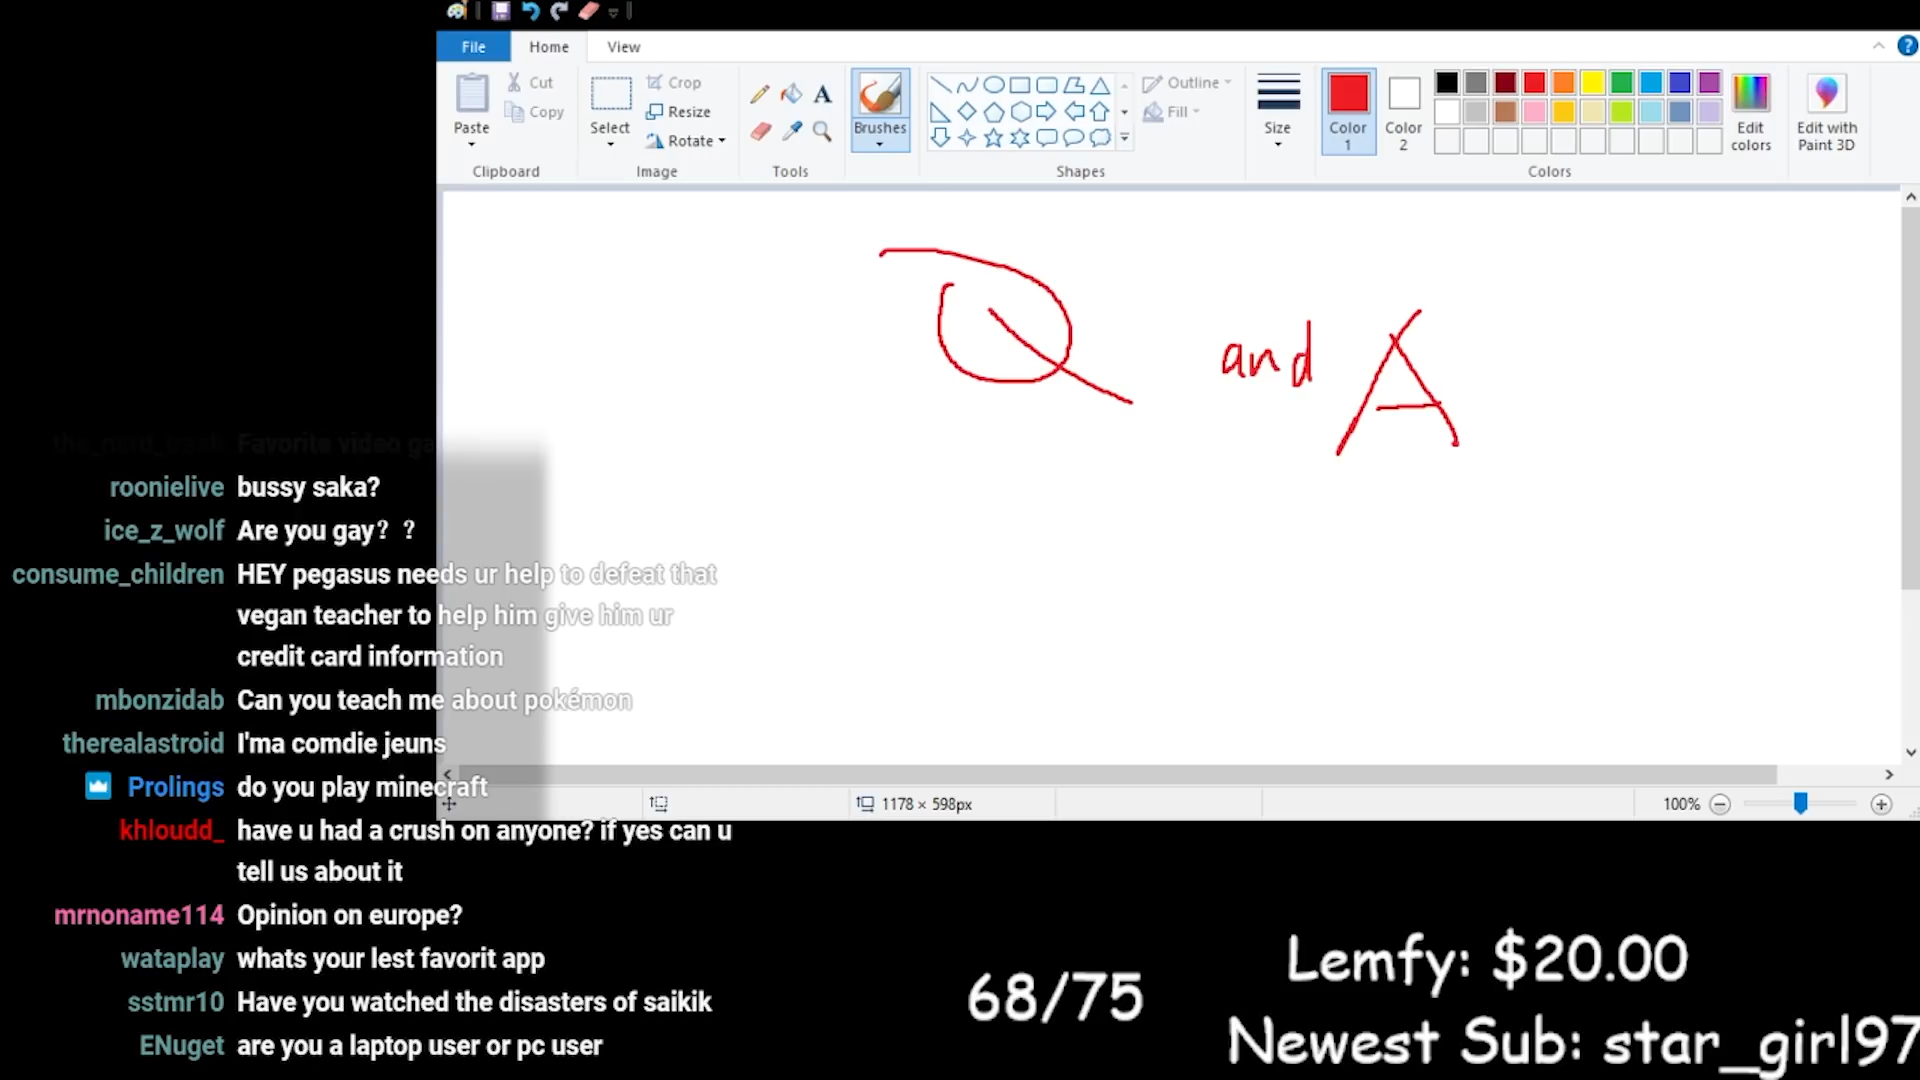 File Home View
Cut
Copy
Paste
Clipboard
Crop
Resize
Rotate
Select
Image
A
Tools
Brushes
Shapes
Outline
Fill
Size
Color 1
Color 2
Colors
Edit colors
Edit with Paint 3D
?
Q and A
Favorite video ga
roonielive bussy saka?
ice_z_wolf Are you gay? ?
consume_children HEY pegasus needs ur help to defeat that
vegan teacher to help him give him ur
credit card information
mbonzidab Can you teach me about pokémon
therealastroid I'ma comdie jeuns
Prolings do you play minecraft
khloudd_ have u had a crush on anyone? if yes can u
tell us about it
mrnoname114 Opinion on europe?
wataplay whats your lest favorit app
sstmr10 Have you watched the disasters of saikik
ENuget are you a laptop user or pc user
1178 × 598px
100%
68/75
Lemfy: $20.00
Newest Sub: star_girl97